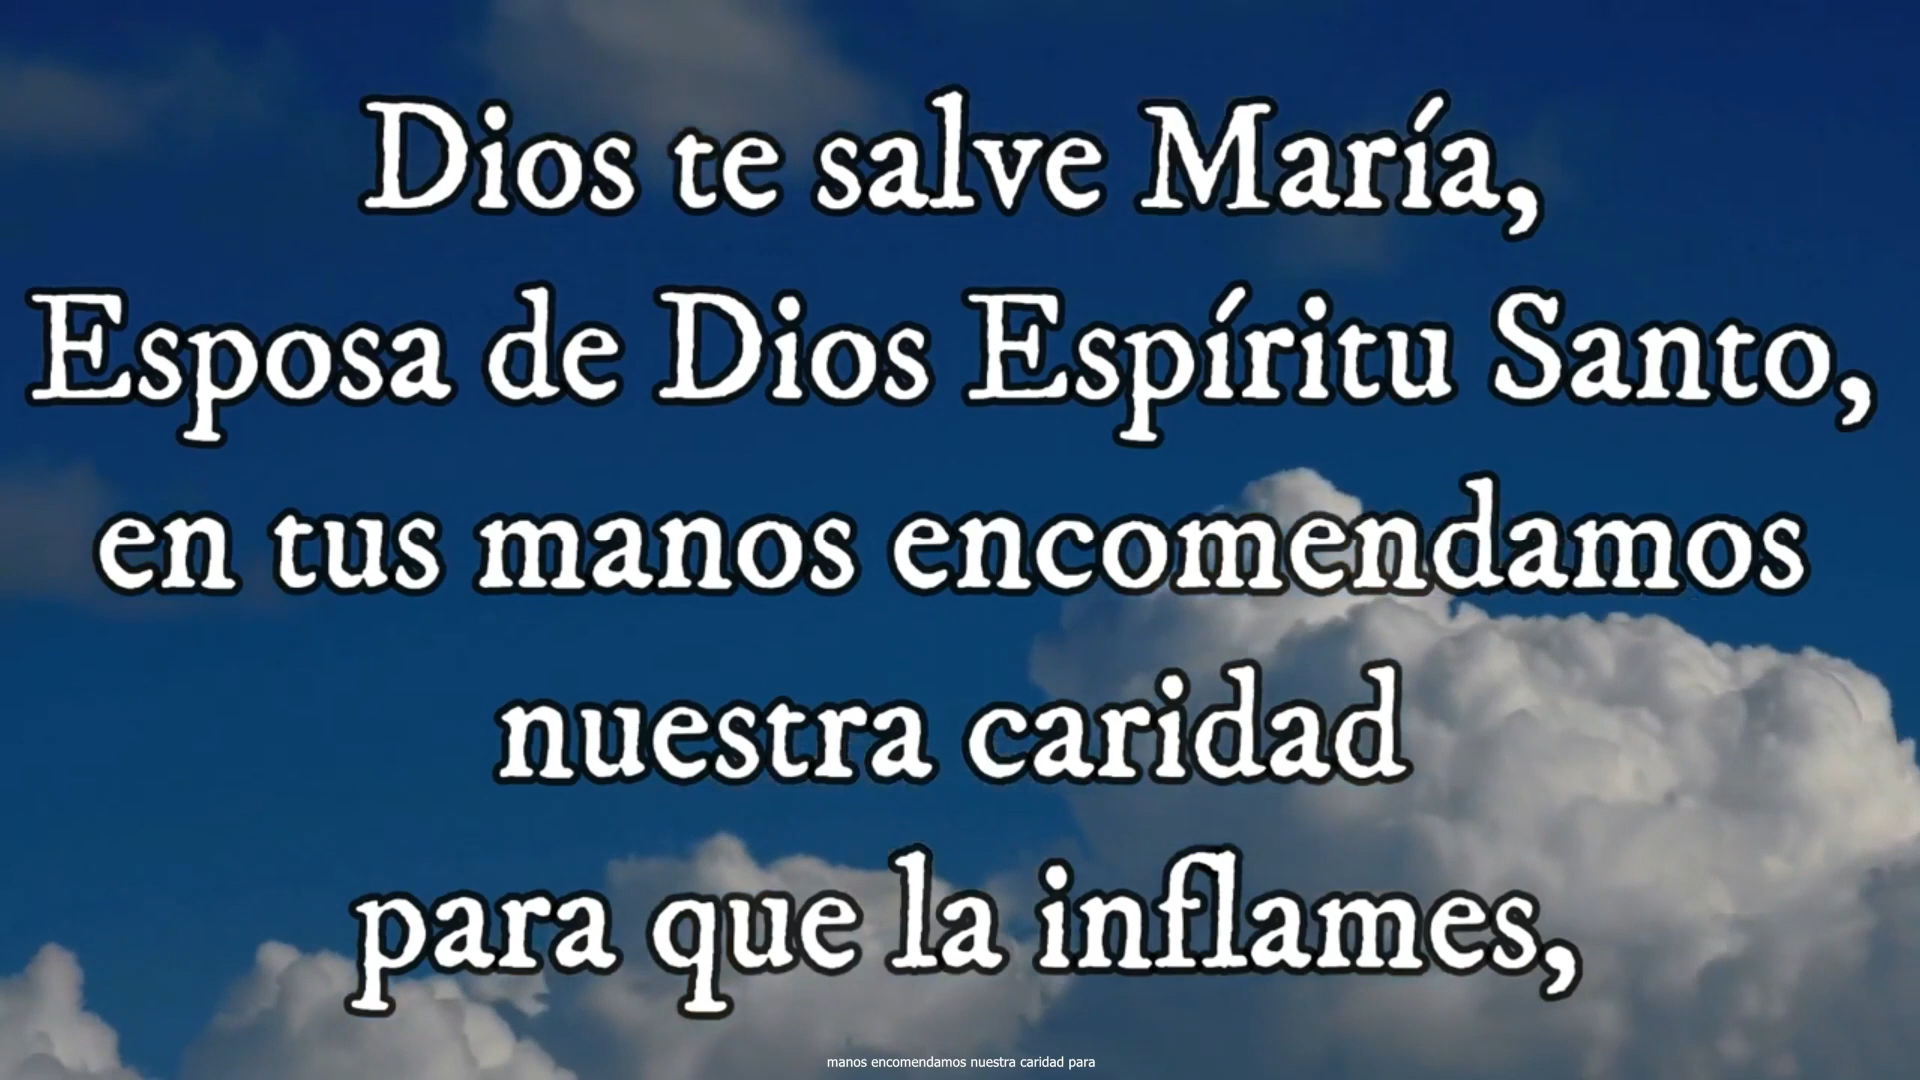 Dios te salve María,
Esposa de Dios Espíritu Santo,
en tus manos encomendamos
nuestra caridad
para que la inflames,
manos encomendamos nuestra caridad para